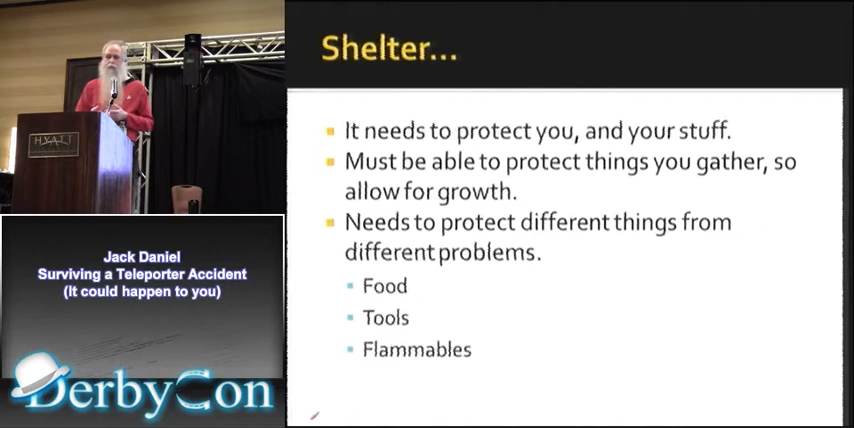 Shelter...
It needs to protect you, and your stuff.
Must be able to protect things you gather, so
allow for growth.
Needs to protect different things from
different problems.
Food
Tools
Flammables
HYATT
Jack Daniel
Surviving a Teleporter Accident
(It could happen to you)
DerbyCon